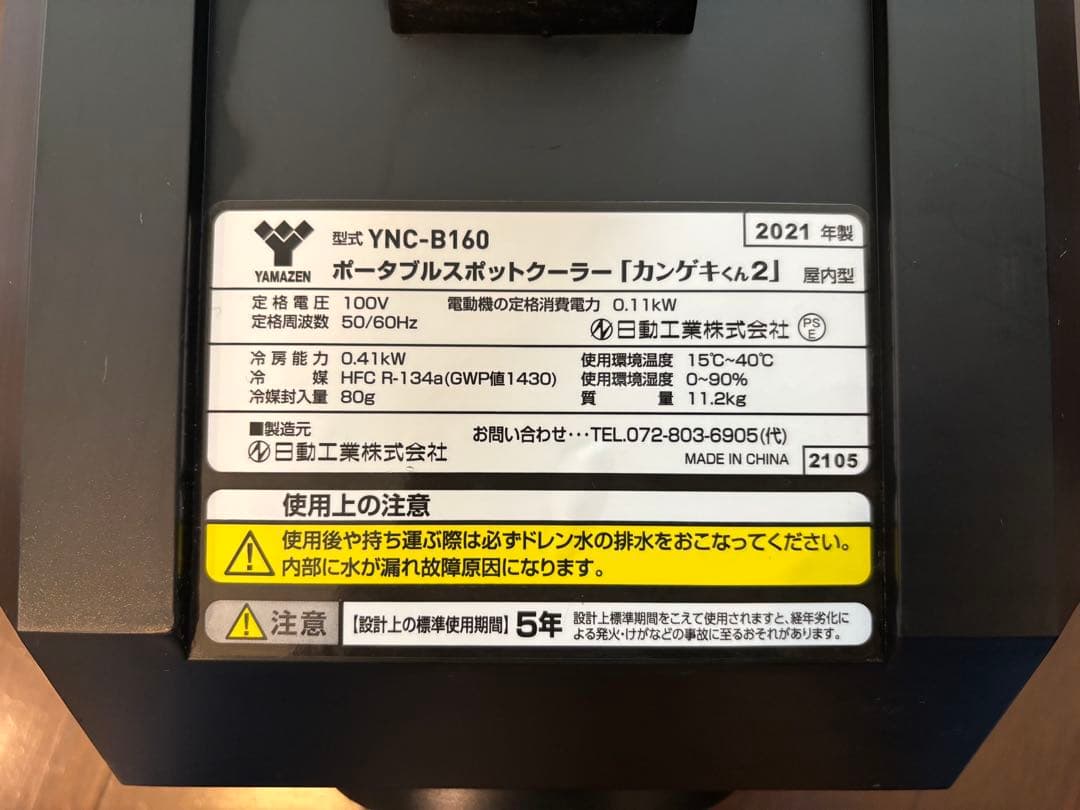 YAMAZEN
型式 YNC-B160
2021 年製
ポータブルスポットクーラー「カンゲキくん2」 屋内型
定格電圧 100V 電動機の定格消費電力 0.11kW
定格周波数 50/60Hz 日動工業株式会社 PSE
冷房能力 0.41kW 使用環境温度 15℃~40℃
冷媒 HFC R-134a(GWP値1430) 使用環境湿度 0~90%
冷媒封入量 80g 質量 11.2kg
■製造元 お問い合わせ･･･TEL.072-803-6905(代)
日動工業株式会社 MADE IN CHINA 2105
使用上の注意
使用後や持ち運ぶ際は必ずドレン水の排水をおこなってください。
内部に水が漏れ故障原因になります。
注意 【設計上の標準使用期間】 5年 設計上標準期間をこえて使用されますと、経年劣化に
よる発火・けがなどの事故に至るおそれがあります。